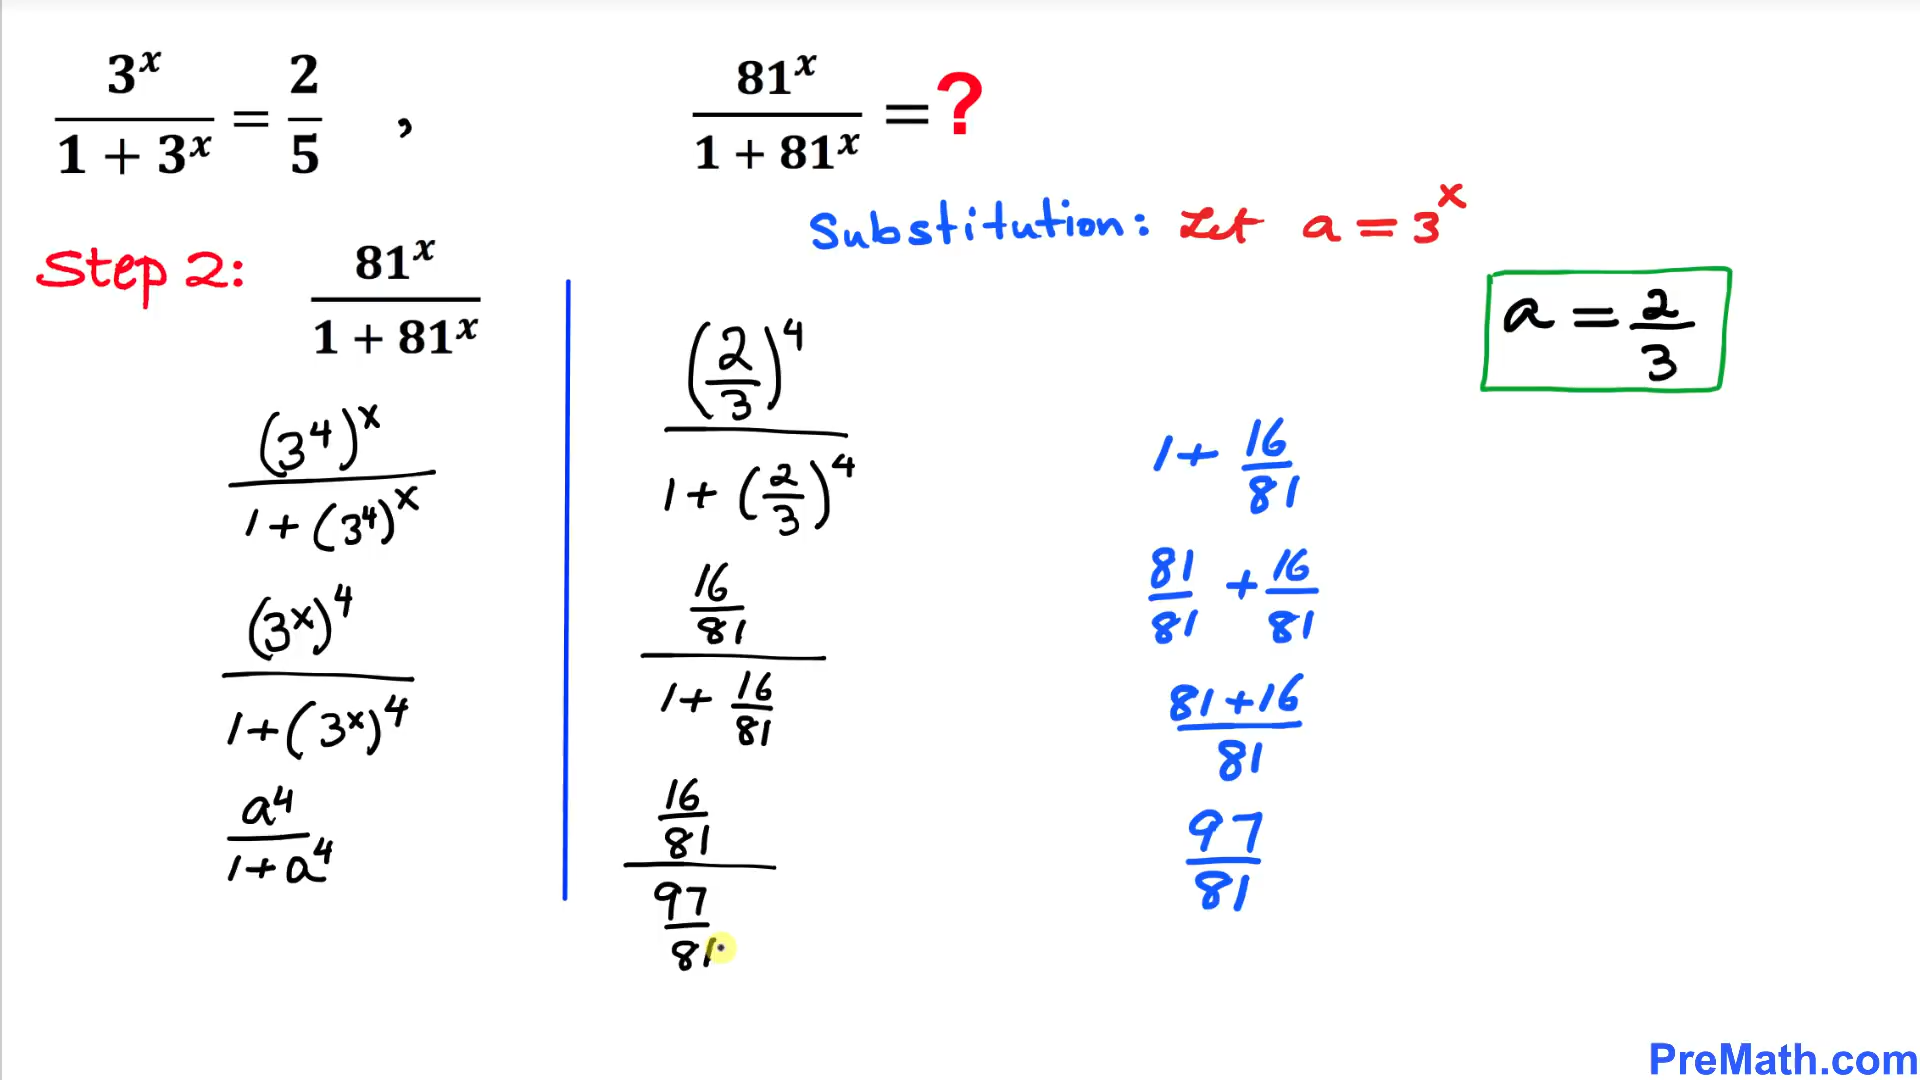 3^x / (1 + 3^x) = 2/5 , 81^x / (1 + 81^x) = ?
Substitution: Let a = 3^x
Step 2: 81^x / (1 + 81^x)
a = 2/3
(3^4)^x / (1 + (3^4)^x)
(3^x)^4 / (1 + (3^x)^4)
a^4 / (1 + a^4)
(2/3)^4 / (1 + (2/3)^4)
(16/81) / (1 + 16/81)
(16/81) / (97/81)
1 + 16/81
81/81 + 16/81
(81 + 16) / 81
97/81
PreMath.com